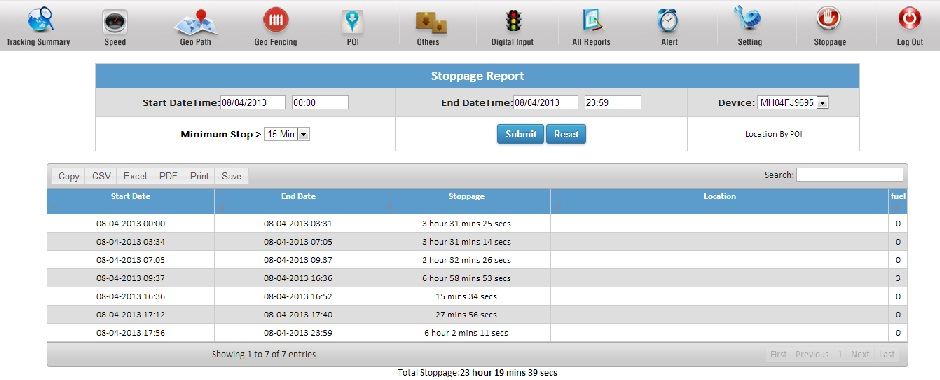 Tracking Summary Speed Geo Path Geo Fencing POI Others Digital Input All Reports Alert Setting Stoppage Log Out
Stoppage Report
Start DateTime: 08/04/2013 00:00 End DateTime: 08/04/2013 23:59 Device: MH04FJ9695
Minimum Stop > 15 Min Submit Reset Location By POI
Copy CSV Excel PDF Print Save Search:
Start Date End Date Stoppage Location fuel
08-04-2013 00:00 08-04-2013 03:31 3 hour 31 mins 25 secs 0
08-04-2013 03:34 08-04-2013 07:05 3 hour 31 mins 14 secs 0
08-04-2013 07:05 08-04-2013 09:37 2 hour 32 mins 26 secs 0
08-04-2013 09:37 08-04-2013 16:36 6 hour 58 mins 53 secs 3
08-04-2013 16:36 08-04-2013 16:52 15 mins 34 secs 0
08-04-2013 17:12 08-04-2013 17:40 27 mins 56 secs 0
08-04-2013 17:56 08-04-2013 23:59 6 hour 2 mins 11 secs 0
Showing 1 to 7 of 7 entries First Previous 1 Next Last
Total Stoppage:23 hour 19 mins 39 secs